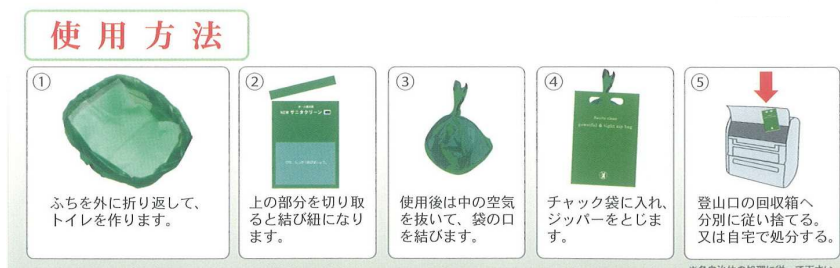 使用方法
①
ふちを外に折り返して、
トイレを作ります。
②
サニタクリーン
上の部分を切り取
ると結び紐になり
ます。
③
使用後は中の空気
を抜いて、袋の口
を結びます。
④
powerful & tight zip bag
チャック袋に入れ、
ジッパーをとじま
す。
⑤
登山口の回収箱へ
分別に従い捨てる。
又は自宅で処分する。